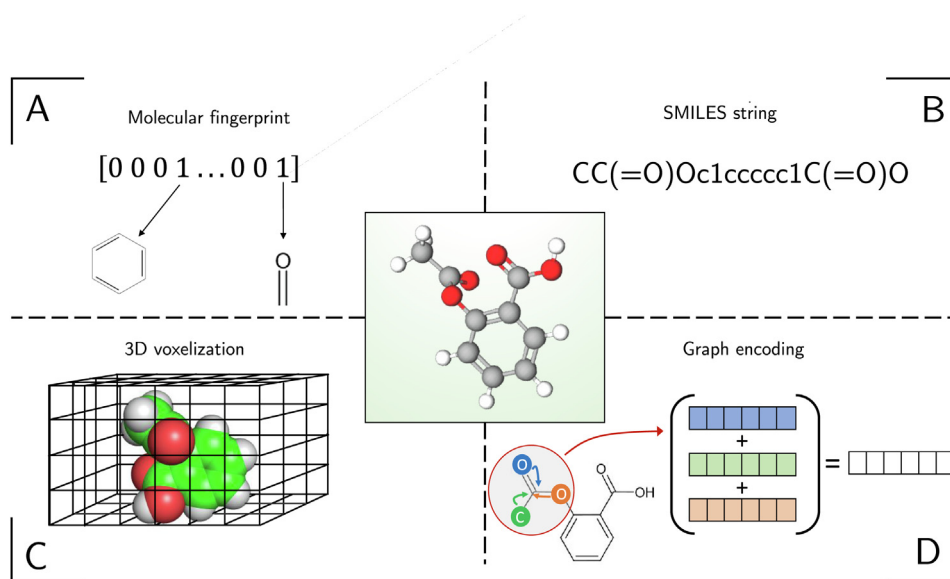 A
Molecular fingerprint
[0 0 0 1 ... 0 0 1]
O
B
SMILES string
CC(=O)Oc1ccccc1C(=O)O
3D voxelization
C
Graph encoding
O
O
C
O
OH
+
+
=
D